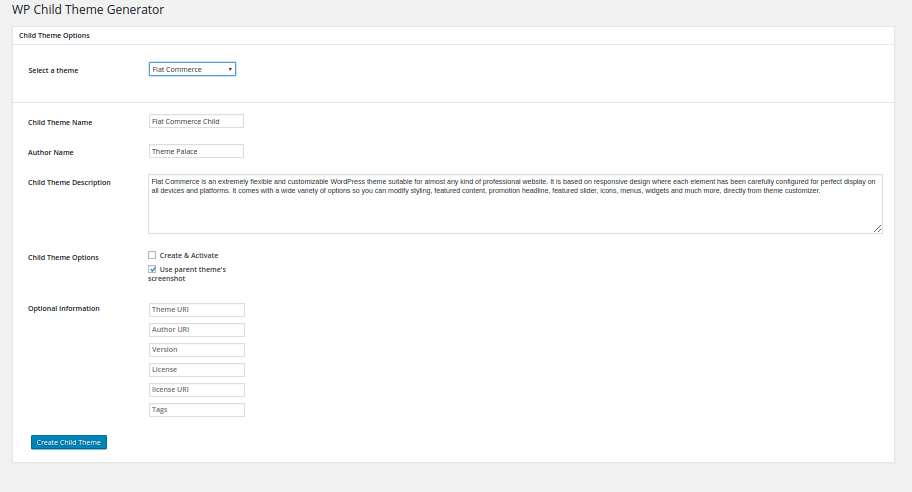 WP Child Theme Generator
Child Theme Options
Select a theme
Flat Commerce
Child Theme Name
Flat Commerce Child
Author Name
Theme Palace
Child Theme Description
Flat Commerce is an extremely flexible and customizable WordPress theme suitable for almost any kind of professional website. It is based on responsive design where each element has been carefully configured for perfect display on
all devices and platforms. It comes with a wide variety of options so you can modify styling, featured content, promotion headline, featured slider, icons, menus, widgets and much more, directly from theme customizer.
Child Theme Options
Create & Activate
Use parent theme's
screenshot
Optional Information
Theme URI
Author URI
Version
License
license URI
Tags
Create Child Theme